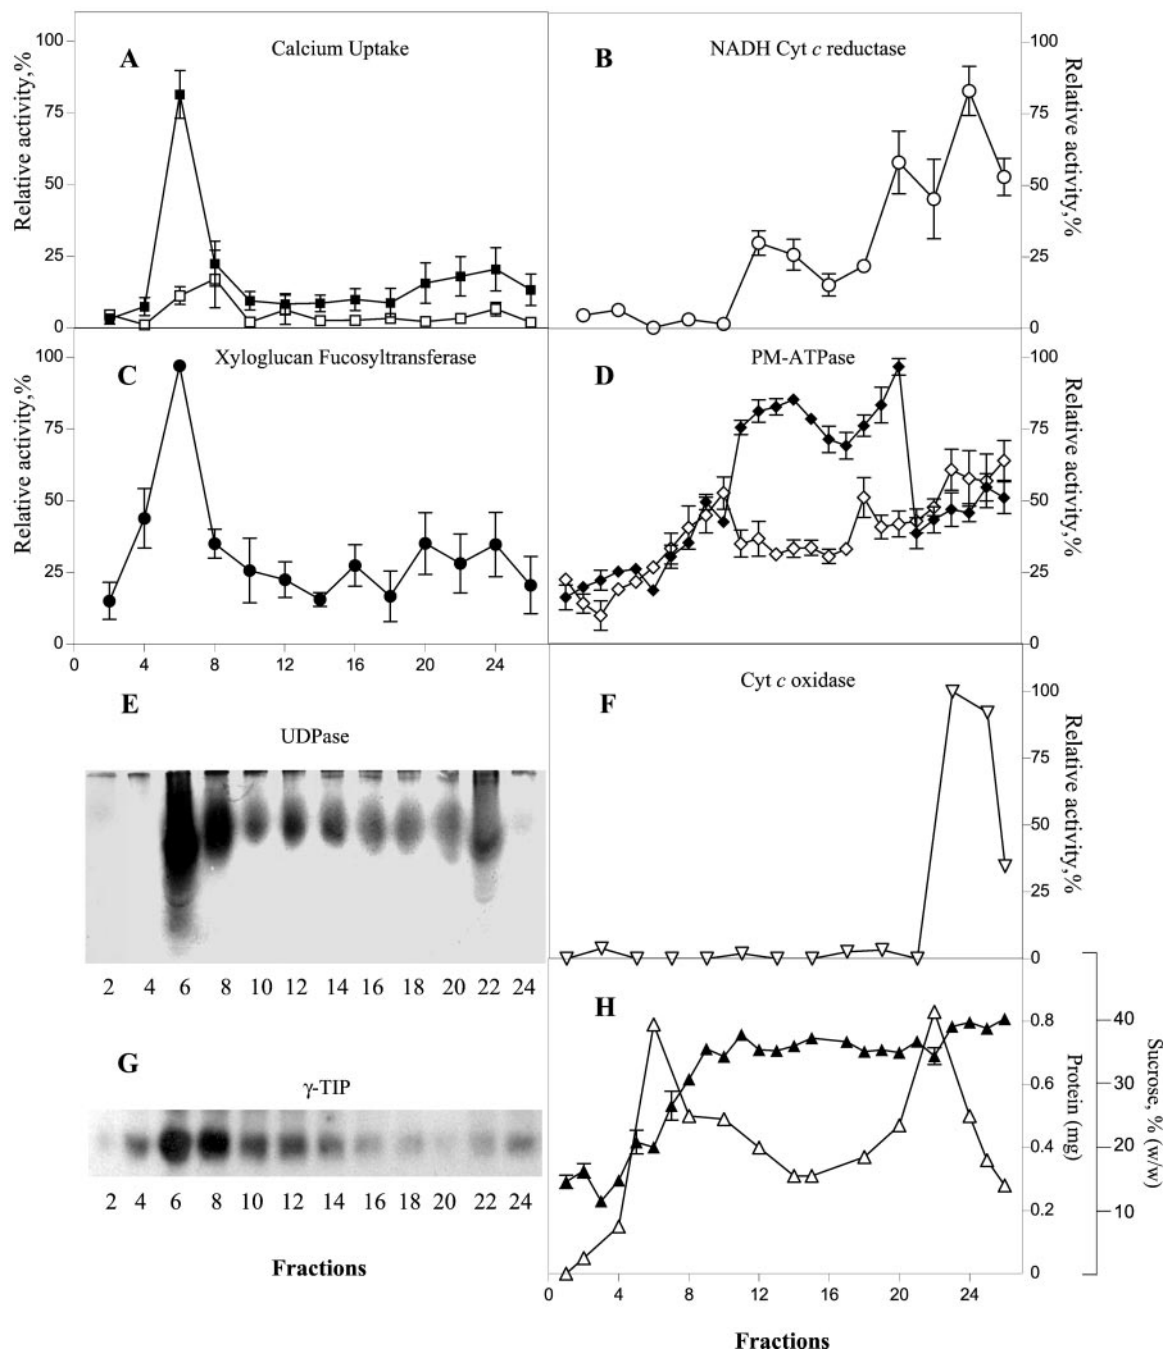 A
Calcium Uptake
Relative activity,%
100
75
50
25
0
B
NADH Cyt c reductase
Relative activity,%
100
75
50
25
0
C
Xyloglucan Fucosyltransferase
Relative activity,%
100
75
50
25
0
0 4 8 12 16 20 24
D
PM-ATPase
Relative activity,%
100
75
50
25
0
E
UDPase
2 4 6 8 10 12 14 16 18 20 22 24
F
Cyt c oxidase
Relative activity,%
100
75
50
25
0
G
γ-TIP
2 4 6 8 10 12 14 16 18 20 22 24
Fractions
H
0.8
0.6
0.4
0.2
0
Protein (mg)
40
30
20
10
Sucrose, % (w/w)
0 4 8 12 16 20 24
Fractions